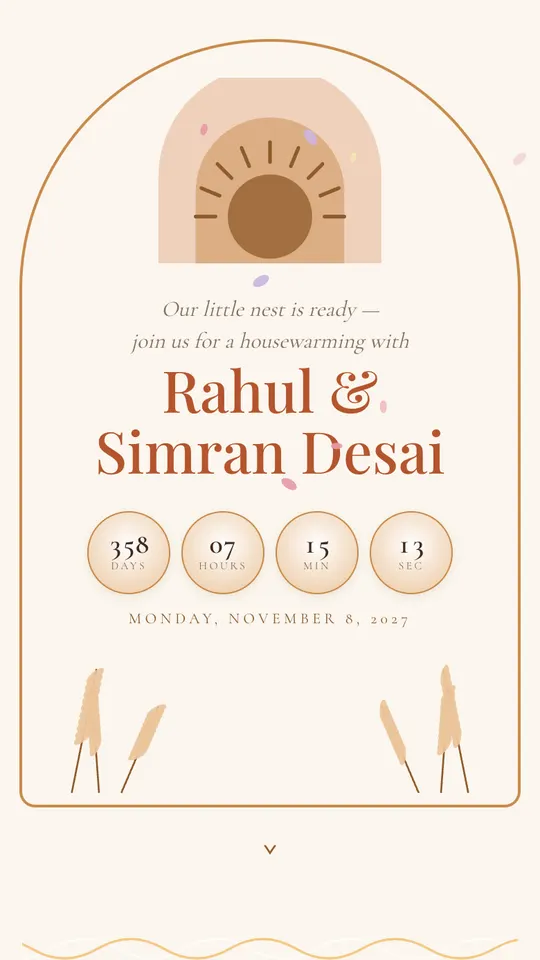 Our little nest is ready —
join us for a housewarming with
Rahul &
Simran Desai
358 07 15 13
DAYS HOURS MIN SEC
MONDAY, NOVEMBER 8, 2027